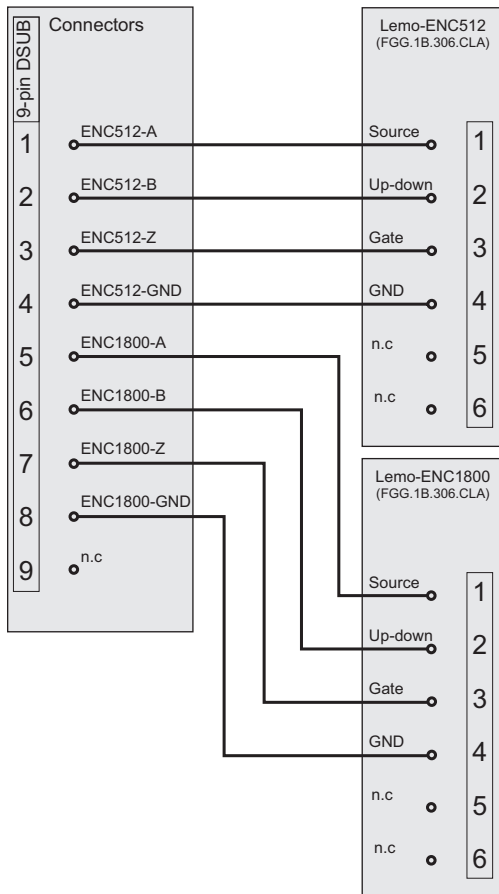 Connectors
9-pin DSUB
1
ENC512-A
2
ENC512-B
3
ENC512-Z
4
ENC512-GND
5
ENC1800-A
6
ENC1800-B
7
ENC1800-Z
8
ENC1800-GND
9
n.c
Lemo-ENC512
(FGG.1B.306.CLA)
Source
1
Up-down
2
Gate
3
GND
4
n.c
5
n.c
6
Lemo-ENC1800
(FGG.1B.306.CLA)
Source
1
Up-down
2
Gate
3
GND
4
n.c
5
n.c
6